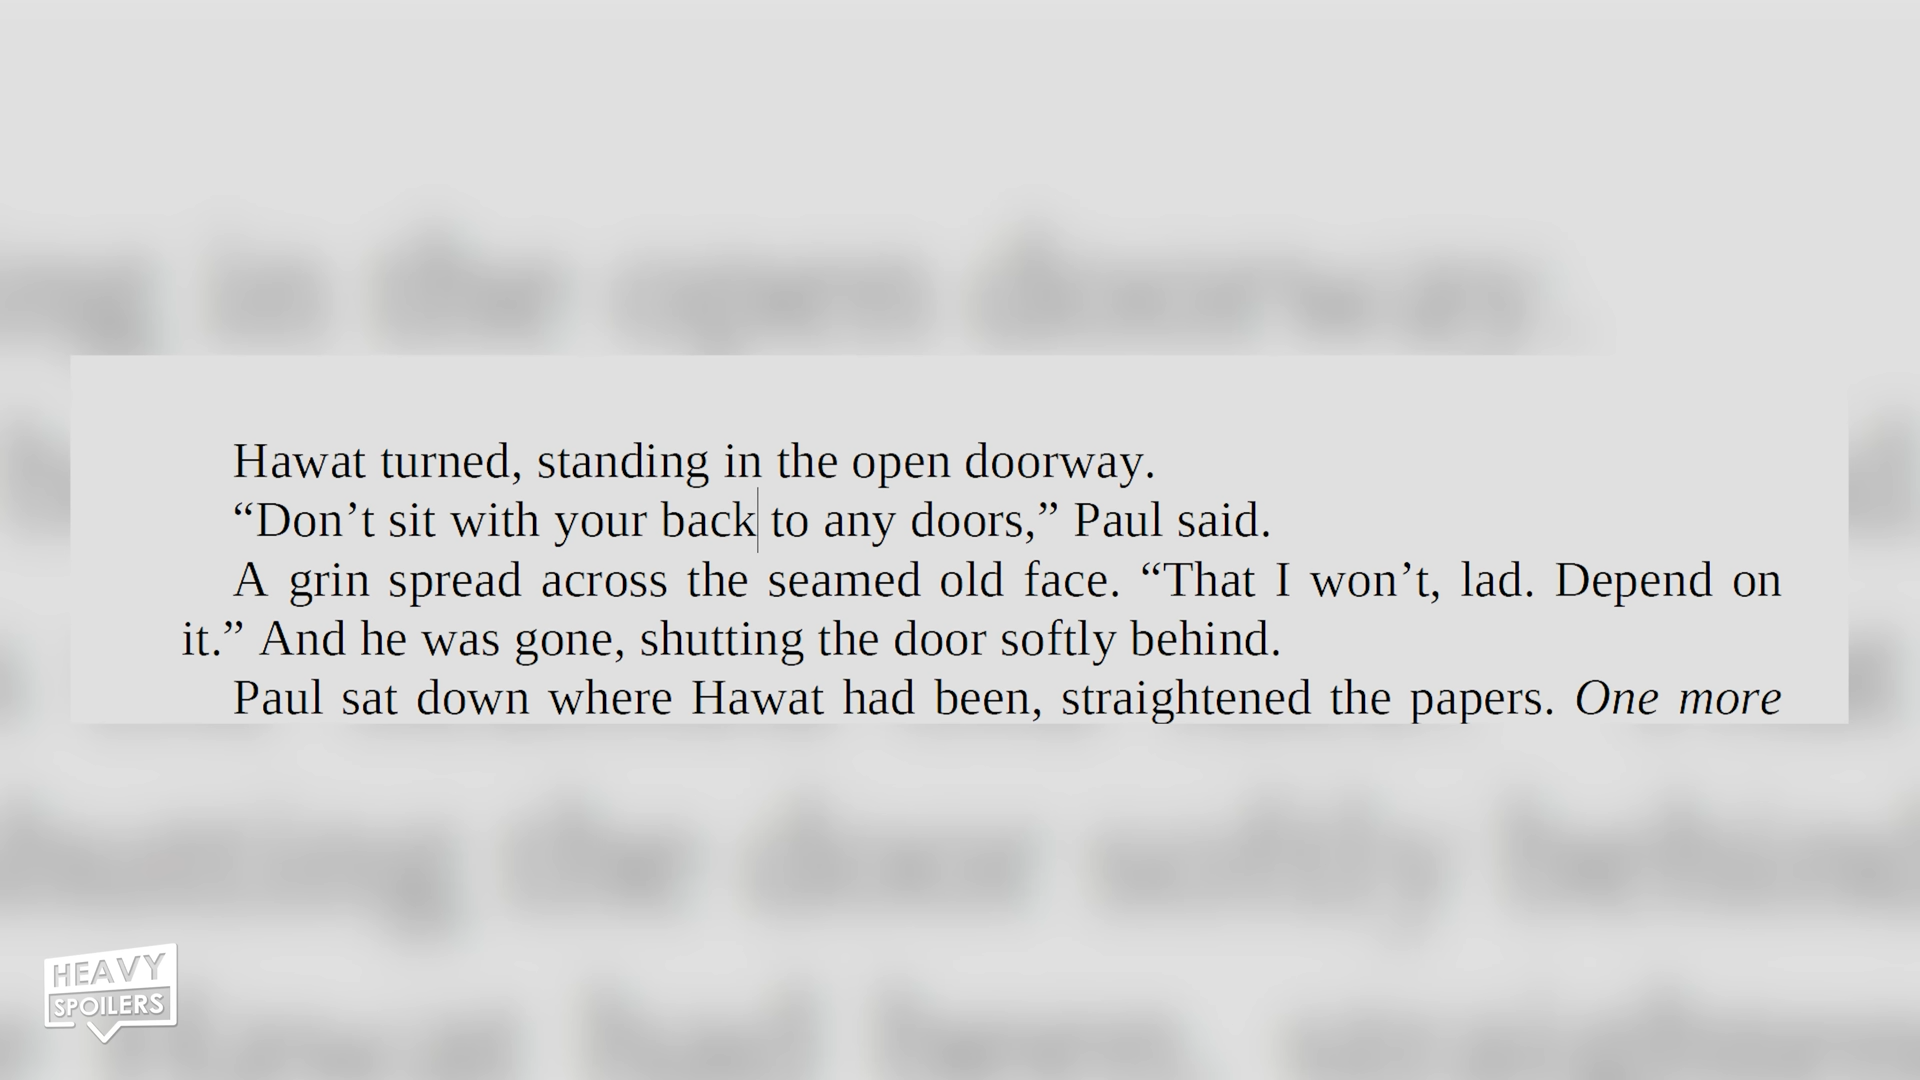 Hawat turned, standing in the open doorway.
“Don’t sit with your back to any doors,” Paul said.
A grin spread across the seamed old face. “That I won’t, lad. Depend on
it.” And he was gone, shutting the door softly behind.
Paul sat down where Hawat had been, straightened the papers. One more
HEAVY
SPOILERS